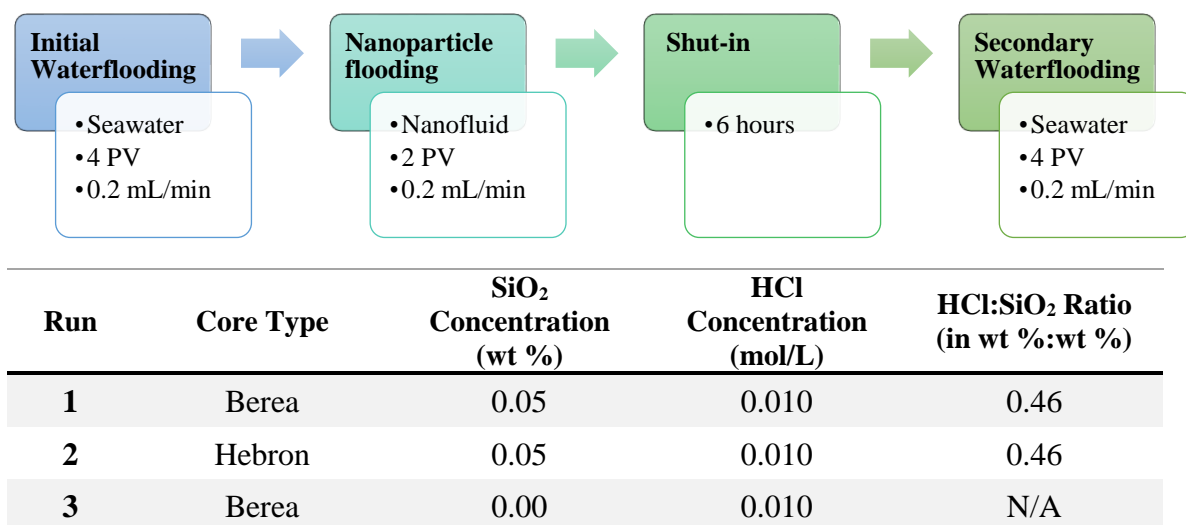 Initial
Waterflooding
•Seawater
•4 PV
•0.2 mL/min
Nanoparticle
flooding
•Nanofluid
•2 PV
•0.2 mL/min
Shut-in
•6 hours
Secondary
Waterflooding
•Seawater
•4 PV
•0.2 mL/min
Run Core Type SiO₂ Concentration (wt %) HCl Concentration (mol/L) HCl:SiO₂ Ratio (in wt %:wt %)
1 Berea 0.05 0.010 0.46
2 Hebron 0.05 0.010 0.46
3 Berea 0.00 0.010 N/A